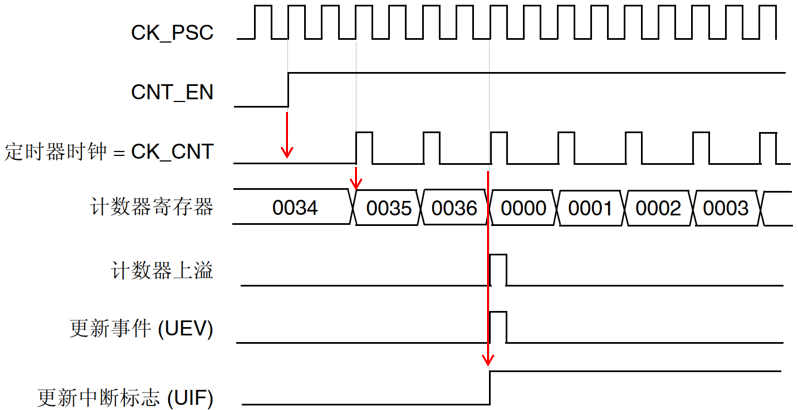 CK_PSC
CNT_EN
定时器时钟 = CK_CNT
计数器寄存器 0034 0035 0036 0000 0001 0002 0003
计数器上溢
更新事件 (UEV)
更新中断标志 (UIF)